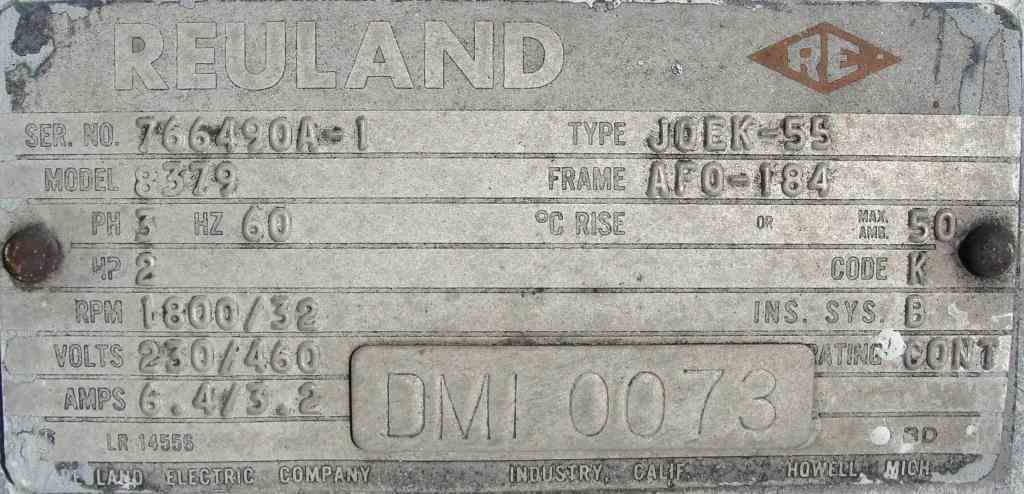 REULAND RE
SER. NO. 766490A-1 TYPE JOEK-55
MODEL 8379 FRAME AFO-184
PH 3 HZ 60 °C RISE OR MAX. AMB. 50
HP 2 CODE K
RPM 1800/32 INS. SYS. B
VOLTS 230/460 RATING CONT
AMPS 6.4/3.2
DMI 0073
LR 14556
REULAND ELECTRIC COMPANY INDUSTRY, CALIF. HOWELL, MICH